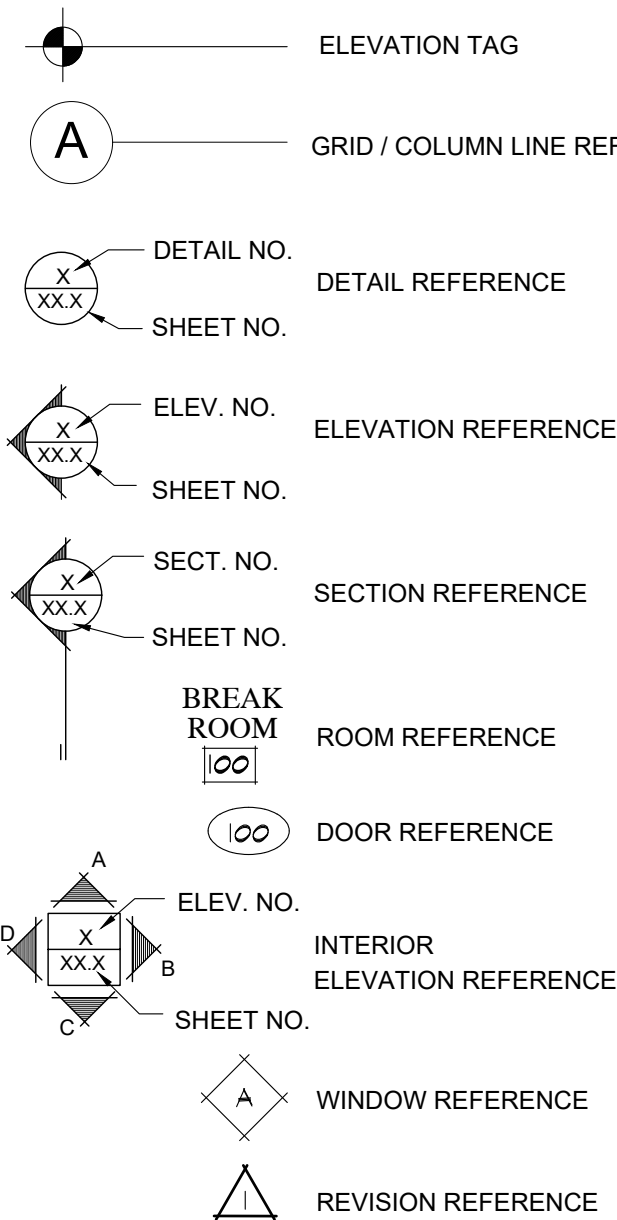 ELEVATION TAG
A
GRID / COLUMN LINE REF
DETAIL NO.
X
XX.X
DETAIL REFERENCE
SHEET NO.
ELEV. NO.
X
XX.X
ELEVATION REFERENCE
SHEET NO.
SECT. NO.
X
XX.X
SECTION REFERENCE
SHEET NO.
BREAK
ROOM
100
ROOM REFERENCE
100
DOOR REFERENCE
A
ELEV. NO.
D
X
XX.X
B
INTERIOR
ELEVATION REFERENCE
C
SHEET NO.
A
WINDOW REFERENCE
1
REVISION REFERENCE